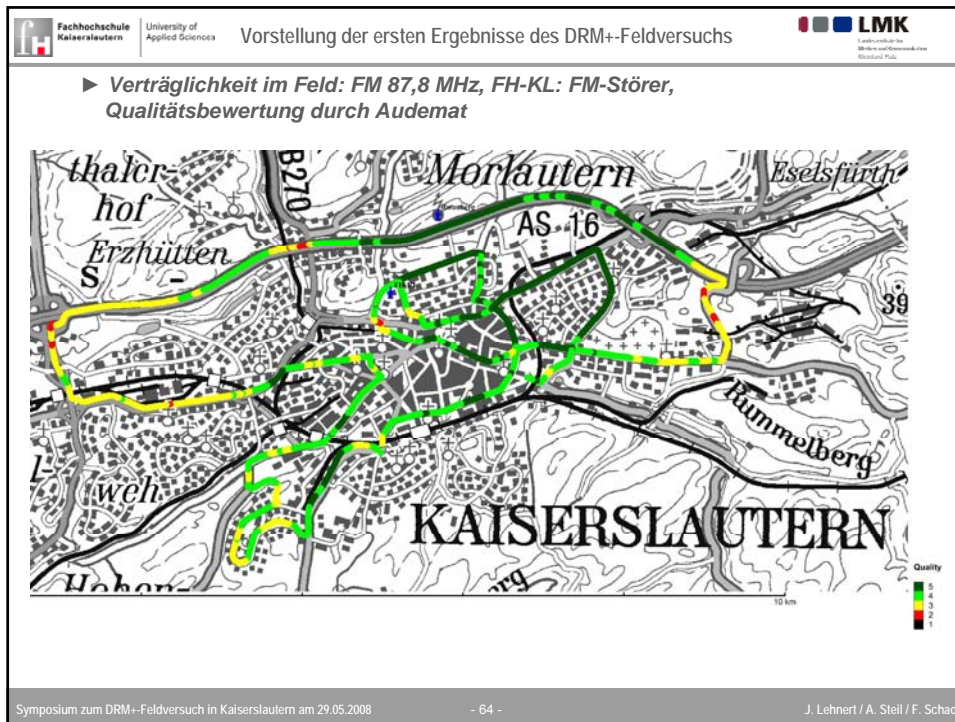 Fachhochschule
Kaiserslautern
University of
Applied Sciences
Vorstellung der ersten Ergebnisse des DRM+-Feldversuchs
LMK
► Verträglichkeit im Feld: FM 87,8 MHz, FH-KL: FM-Störer,
Qualitätsbewertung durch Audemat
thaler-
hof
B270
Morlautern
Eselsfürth
Erzhütten
AS 16
S -
39
Rummelberg
KAISERSLAUTERN
Hohen-
10 km
Quality
5
4
3
2
1
Symposium zum DRM+-Feldversuch in Kaiserslautern am 29.05.2008
- 64 -
J. Lehnert / A. Steil / F. Schad